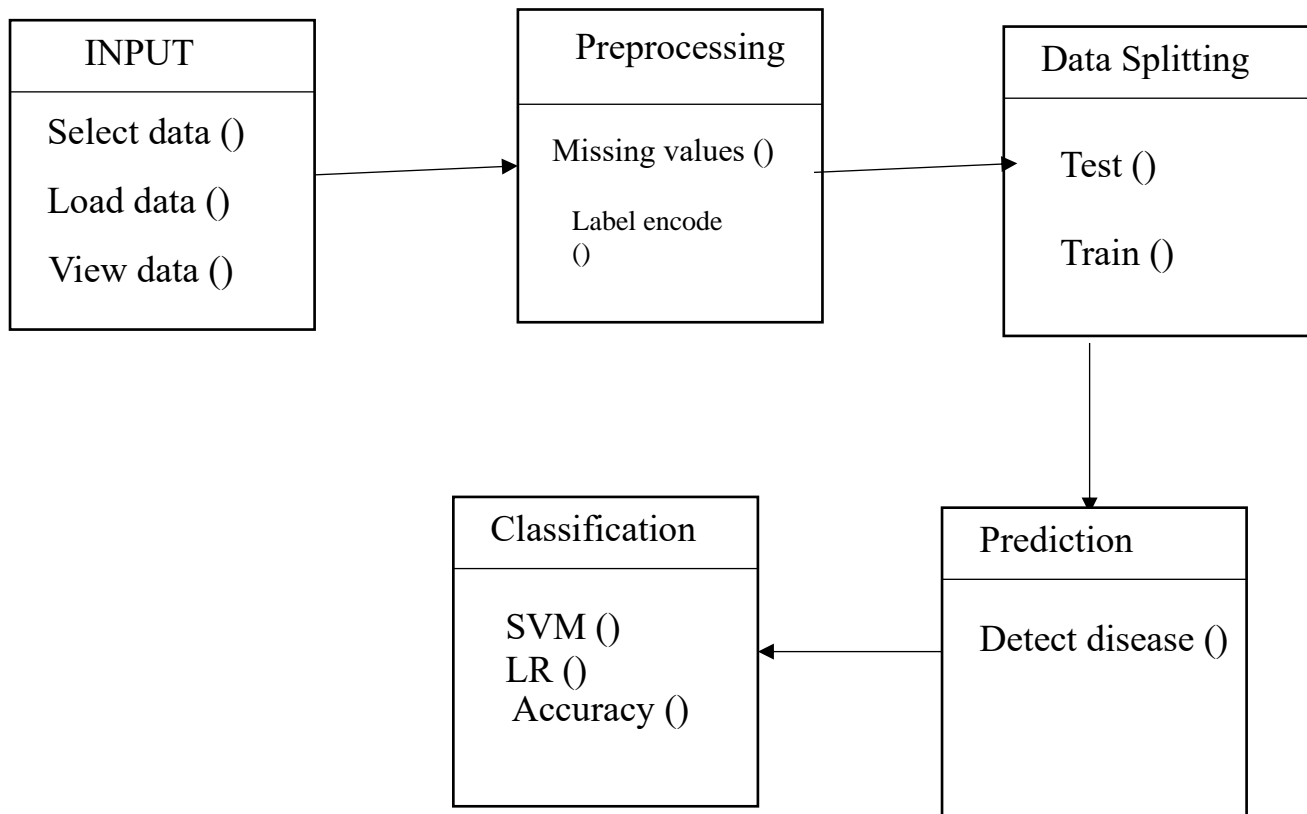 INPUT
Select data ()
Load data ()
View data ()
Preprocessing
Missing values ()
Label encode
()
Data Splitting
Test ()
Train ()
Classification
SVM ()
LR ()
Accuracy ()
Prediction
Detect disease ()